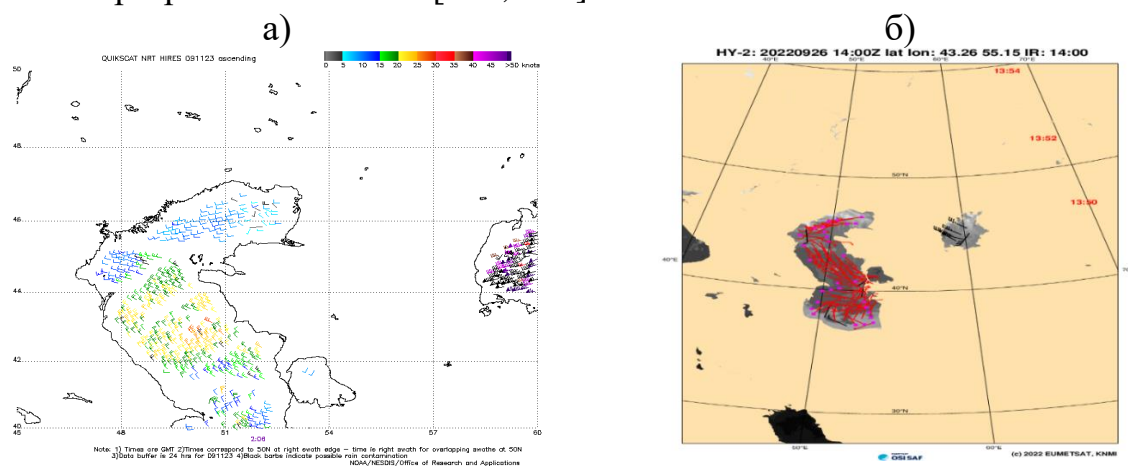 а)
б)
QUIKSCAT NRT HIRES 091123 ascending
0 5 10 15 20 25 30 35 40 45 >50 knots
50
48
46
44
42
40
45 48 51 54 57 60
2:06
Note: 1) Times are GMT 2)Times correspond to 50N at right swath edge – time is right swath for overlapping swaths at 50N
3)Data buffer is 24 hrs for 091123 4)Black barbs indicate possible rain contamination
NOAA/NESDIS/Office of Research and Applications
HY-2: 20220926 14:00Z lat lon: 43.26 55.15 IR: 14:00
40°E 50°E 60°E 70°E
13:54
13:52
50°N
13:50
40°E
40°N
30°N
50°E
60°E
OSI SAF
(c) 2022 EUMETSAT, KNMI